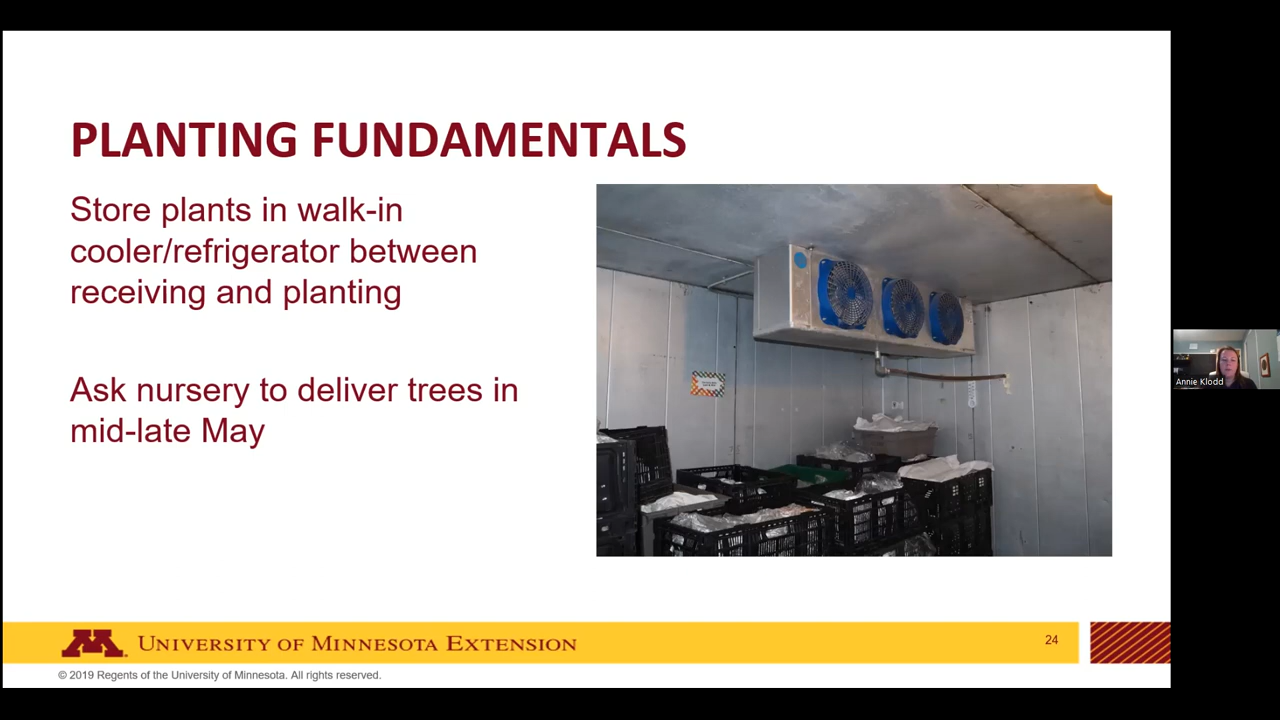 PLANTING FUNDAMENTALS
Store plants in walk-in
cooler/refrigerator between
receiving and planting
Ask nursery to deliver trees in
mid-late May
Annie Klodd
UNIVERSITY OF MINNESOTA EXTENSION
24
© 2019 Regents of the University of Minnesota. All rights reserved.